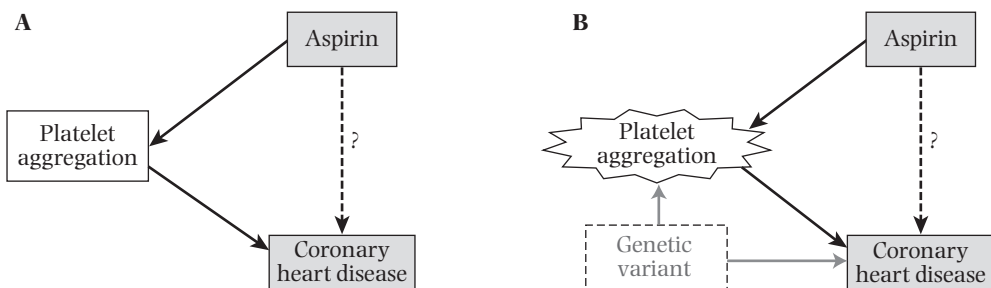 A
Aspirin
Platelet
aggregation
?
Coronary
heart disease
B
Aspirin
Platelet
aggregation
?
Genetic
variant
Coronary
heart disease